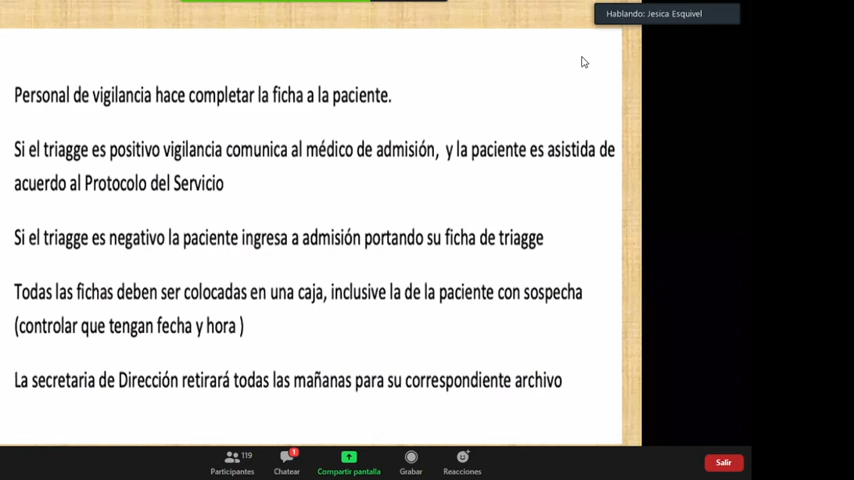 Hablando: Jesica Esquivel
Personal de vigilancia hace completar la ficha a la paciente.
Si el triagge es positivo vigilancia comunica al médico de admisión, y la paciente es asistida de
acuerdo al Protocolo del Servicio
Si el triagge es negativo la paciente ingresa a admisión portando su ficha de triagge
Todas las fichas deben ser colocadas en una caja, inclusive la de la paciente con sospecha
(controlar que tengan fecha y hora )
La secretaria de Dirección retirará todas las mañanas para su correspondiente archivo
119 1
Participantes Chatear Compartir pantalla Grabar Reacciones Salir